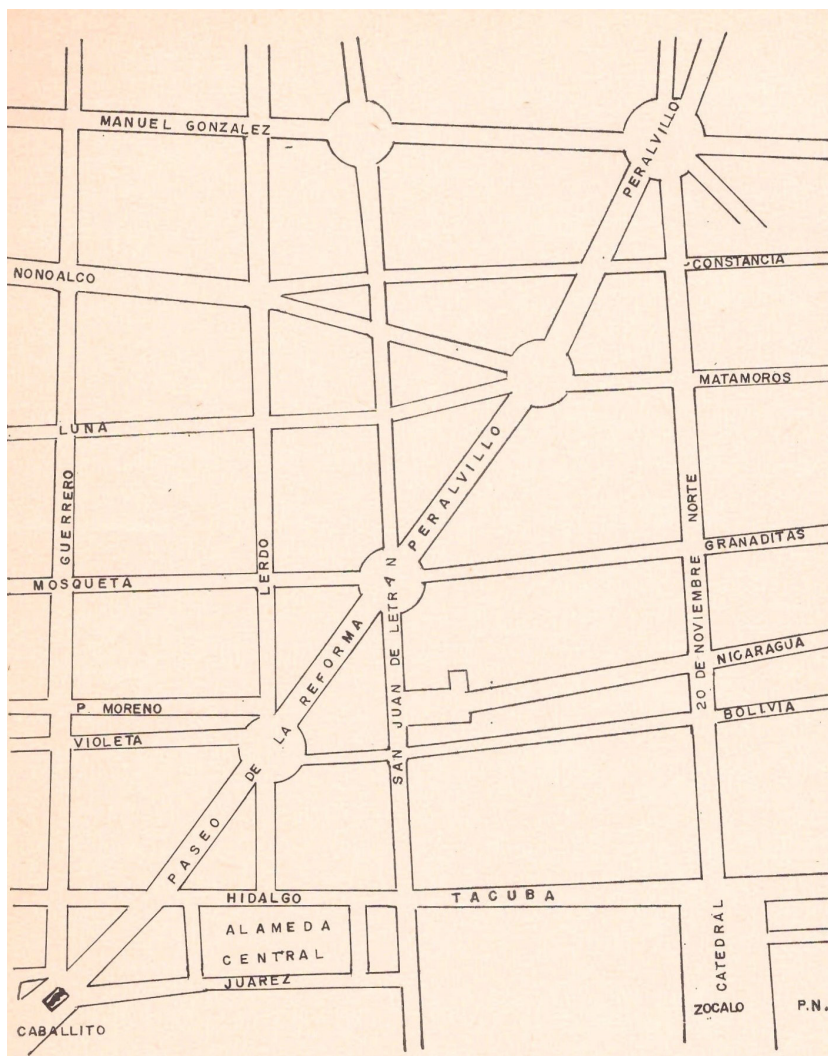 MANUEL GONZALEZ
PERALVILLO
NONOALCO
CONSTANCIA
MATAMOROS
LUNA
PERALVILLO
GUERRERO
LERDO
NORTE
GRANADITAS
MOSQUETA
SAN JUAN DE LETRAN
20 DE NOVIEMBRE
NICARAGUA
PASEO DE LA REFORMA
P. MORENO
BOLIVIA
VIOLETA
HIDALGO
TACUBA
ALAMEDA
CENTRAL
JUAREZ
CATEDRÁL
ZOCALO
P.N.
CABALLITO